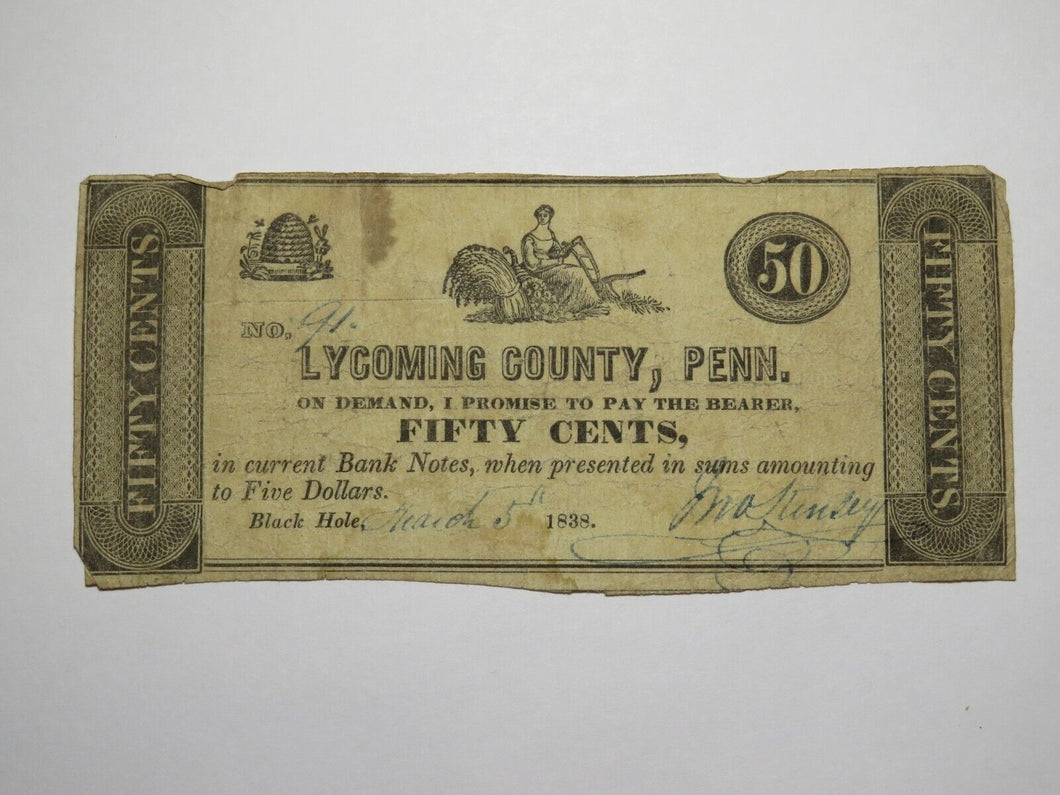 FIFTY CENTS
50
FIFTY CENTS
NO. 91.
LYCOMING COUNTY, PENN.
ON DEMAND, I PROMISE TO PAY THE BEARER,
FIFTY CENTS,
in current Bank Notes, when presented in sums amounting
to Five Dollars.
Black Hole, March 5th 1838.